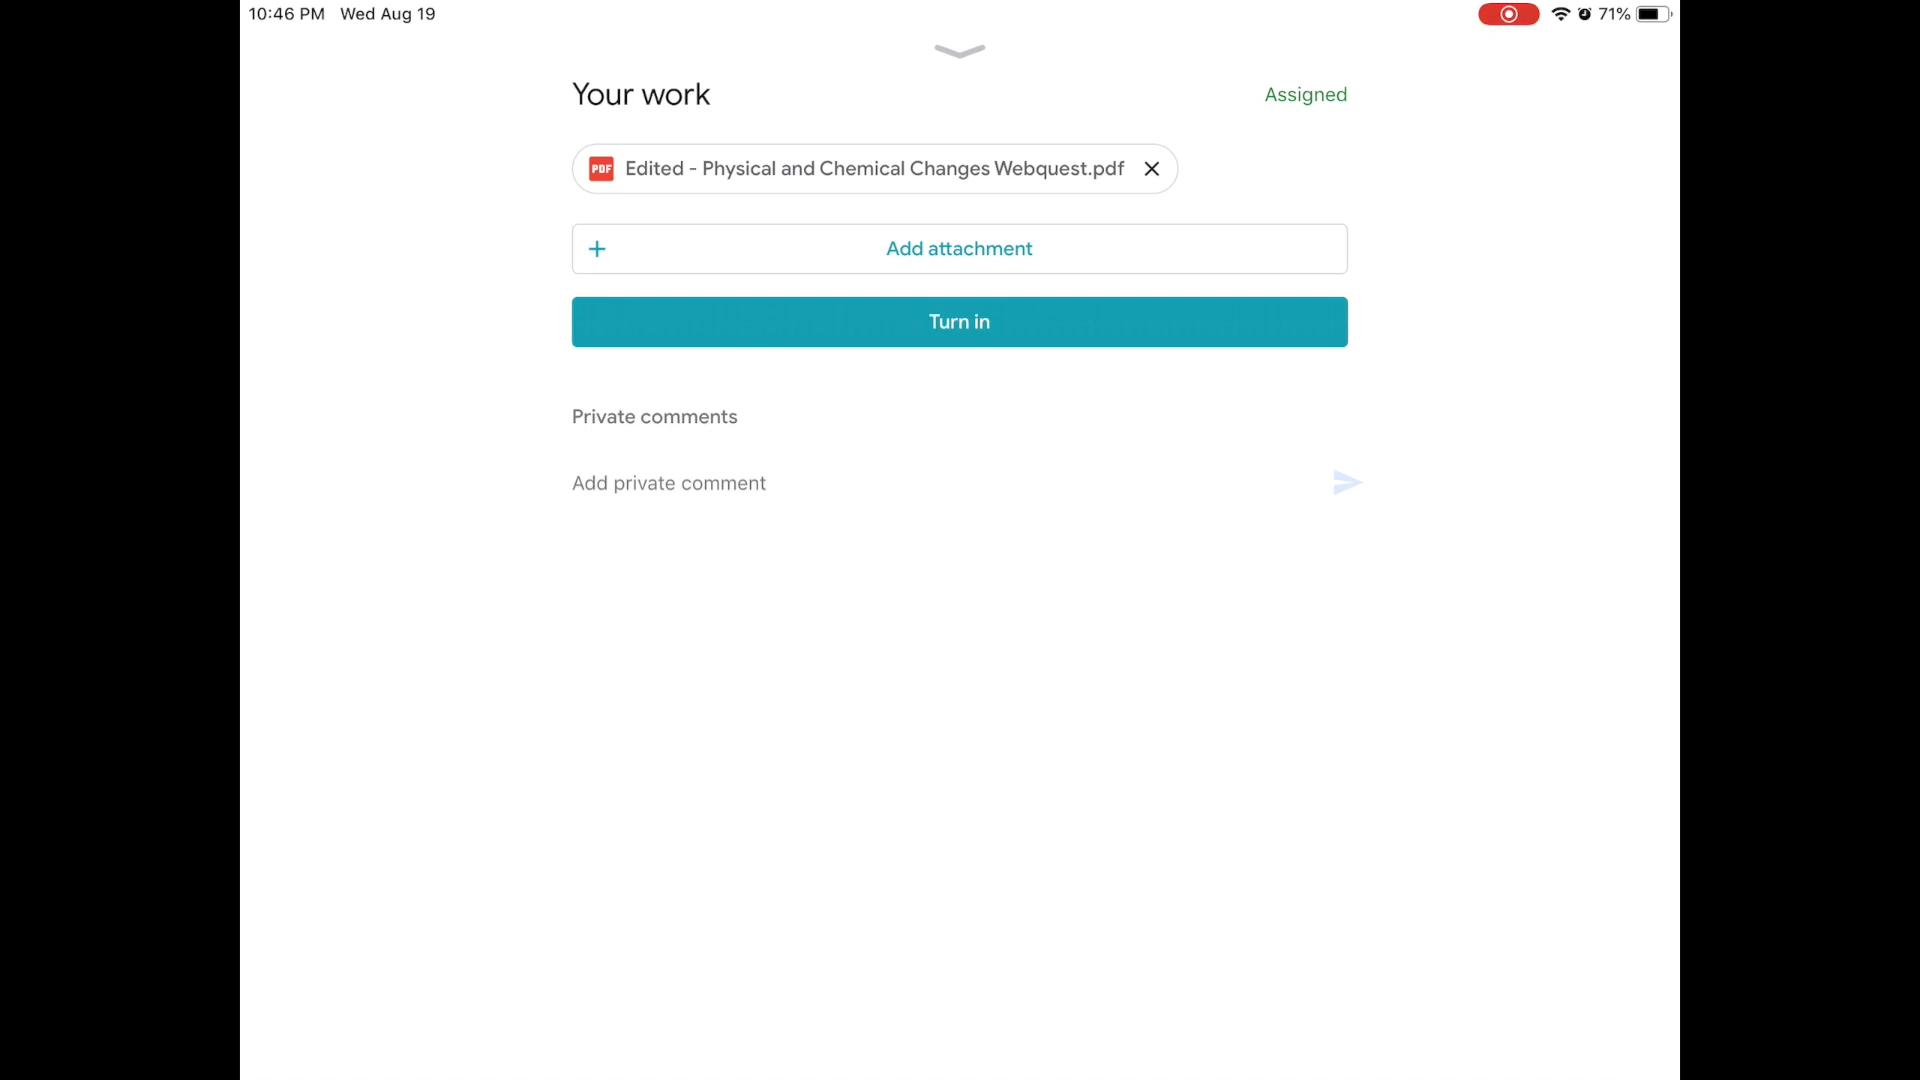 10:46 PM Wed Aug 19
71%
Your work
Assigned
PDF Edited - Physical and Chemical Changes Webquest.pdf
Add attachment
Turn in
Private comments
Add private comment